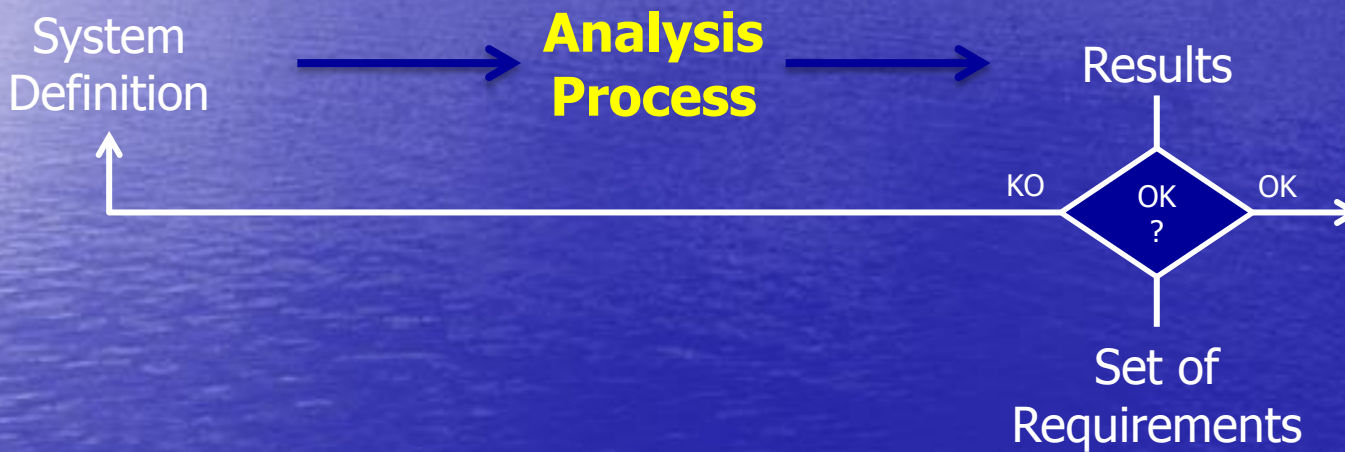 System
Definition
Analysis
Process
Results
KO
OK
?
OK
Set of
Requirements